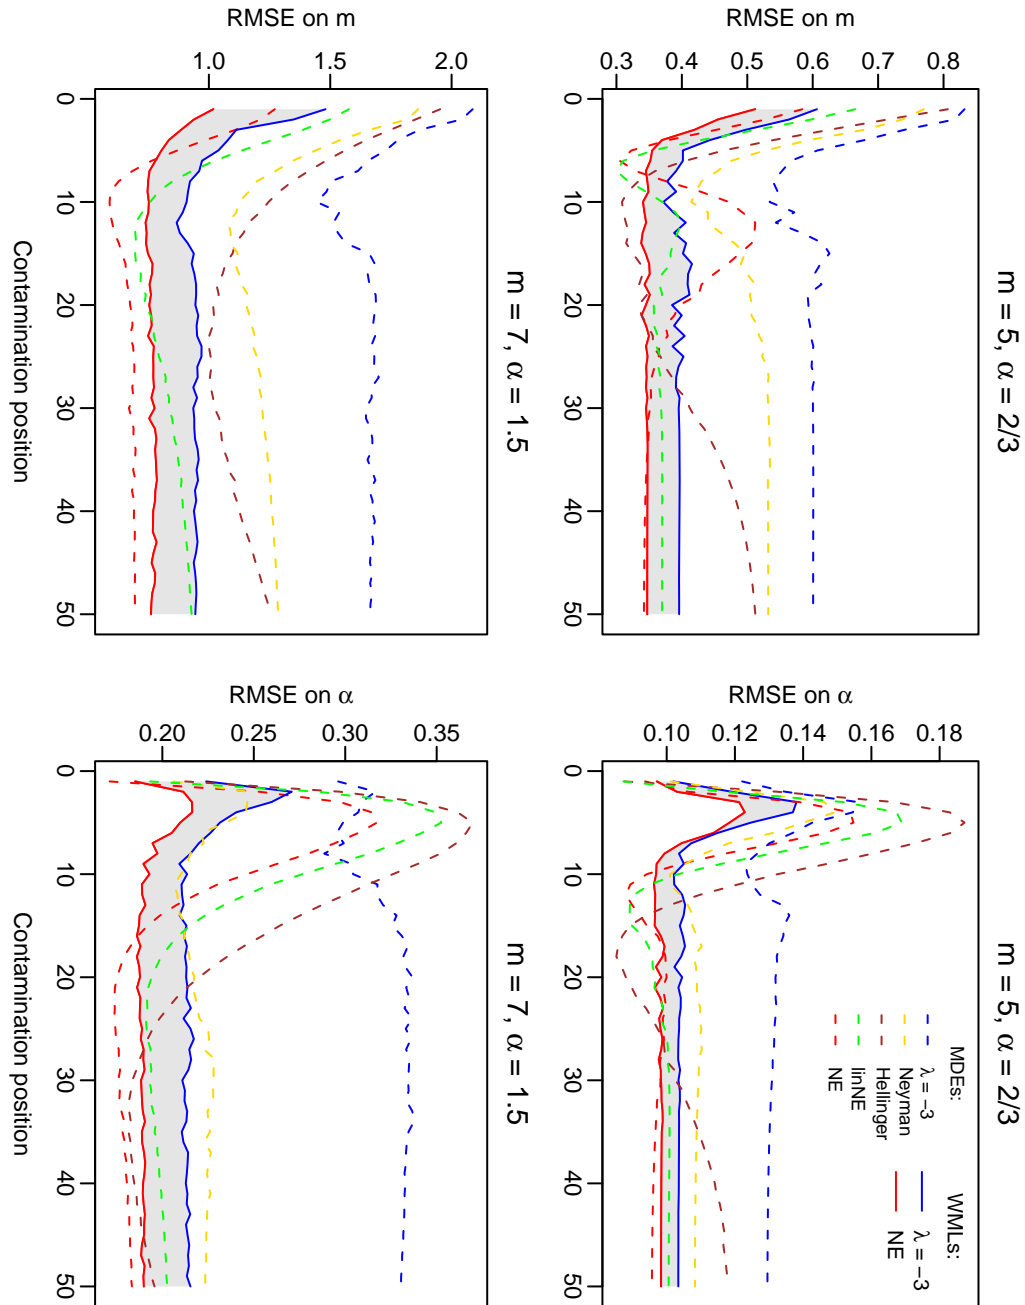 m = 5, α = 2/3
RMSE on m
0.3 0.4 0.5 0.6 0.7 0.8
0 10 20 30 40 50
m = 5, α = 2/3
RMSE on α
0.10 0.12 0.14 0.16 0.18
0 10 20 30 40 50
MDEs:
λ = −3
Neyman
Hellinger
linNE
NE
WMLs:
λ = −3
NE
m = 7, α = 1.5
RMSE on m
1.0 1.5 2.0
0 10 20 30 40 50
Contamination position
m = 7, α = 1.5
RMSE on α
0.20 0.25 0.30 0.35
0 10 20 30 40 50
Contamination position